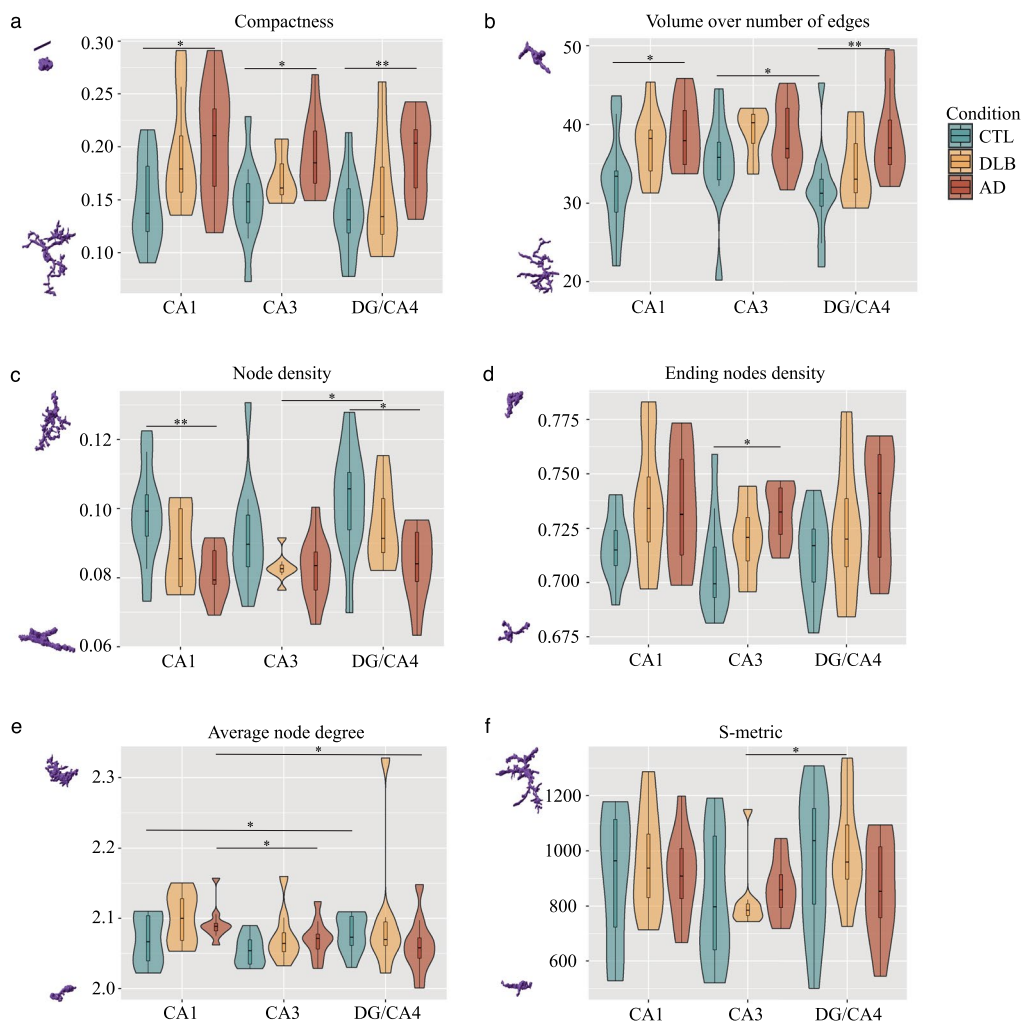 a
Compactness
0.30
0.25
0.20
0.15
0.10
*
*
**
CA1
CA3
DG/CA4
b
Volume over number of edges
50
40
30
20
*
*
**
CA1
CA3
DG/CA4
Condition
CTL
DLB
AD
c
Node density
0.12
0.10
0.08
0.06
**
*
*
CA1
CA3
DG/CA4
d
Ending nodes density
0.775
0.750
0.725
0.700
0.675
*
CA1
CA3
DG/CA4
e
Average node degree
2.3
2.2
2.1
2.0
*
*
*
CA1
CA3
DG/CA4
f
S-metric
1200
1000
800
600
*
CA1
CA3
DG/CA4